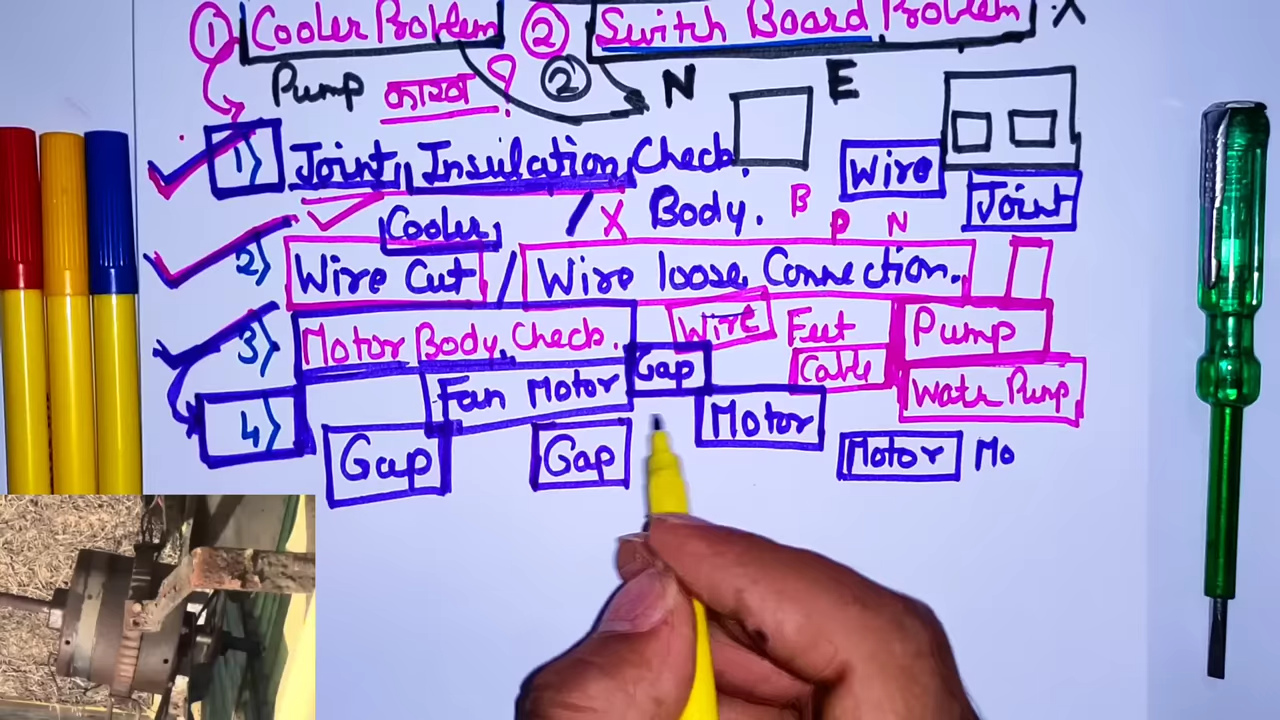 ① Cooler Problem ② Switch Board Problem X
Pump कारण ? ② N E
1) Joint, Insulation, Check. Wire
Joint
Cooler / X Body. B P N
2) Wire Cut / Wire loose Connection.
3) Motor Body, Check. Wire Feet Pump
Gap Cable Water Pump
4) Fan Motor Motor
Gap Gap Motor Mo